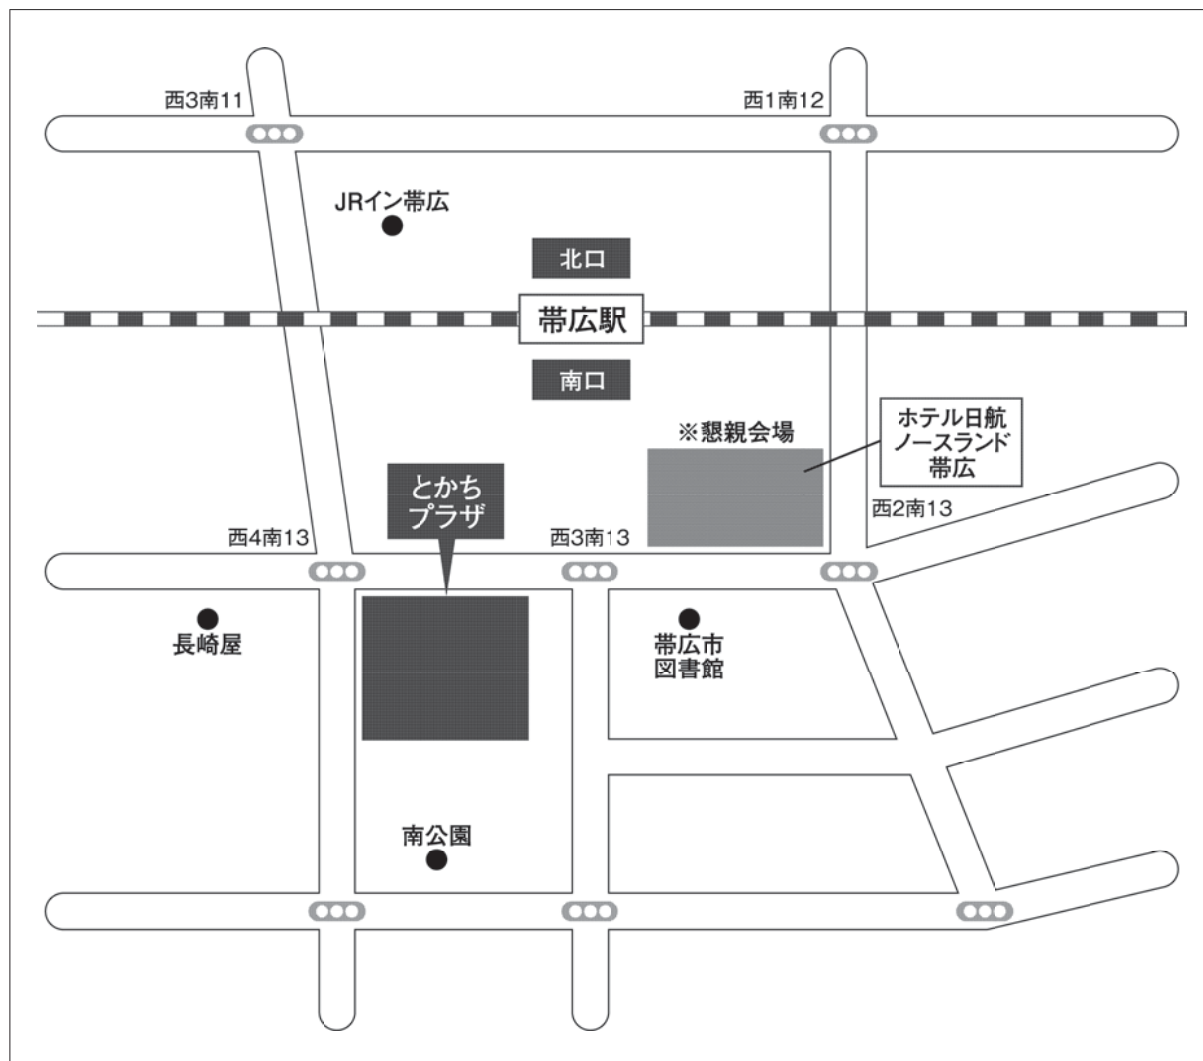 西3南11
西1南12
JRイン帯広
北口
帯広駅
南口
※懇親会場
ホテル日航
ノースランド
帯広
とかち
プラザ
西2南13
西4南13
西3南13
長崎屋
帯広市
図書館
南公園